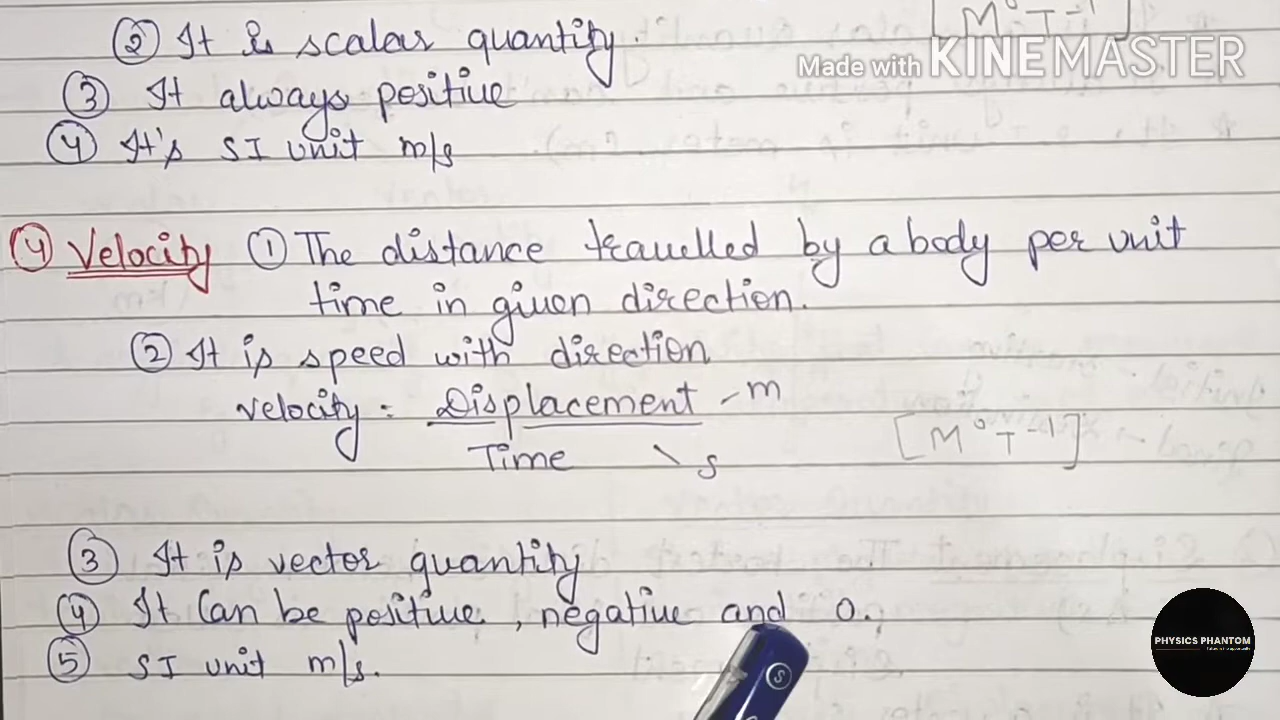 [M⁰T⁻¹]
② It is scalar quantity.
Made with KINEMASTER
③ It always positive
④ It's SI unit m/s
④ Velocity ① The distance travelled by a body per unit
time in given direction.
② It is speed with direction
Velocity = Displacement - m
Time \ s
[M⁰T⁻¹]
③ It is vector quantity
④ It Can be positive, negative and 0.
⑤ SI unit m/s.
PHYSICS PHANTOM